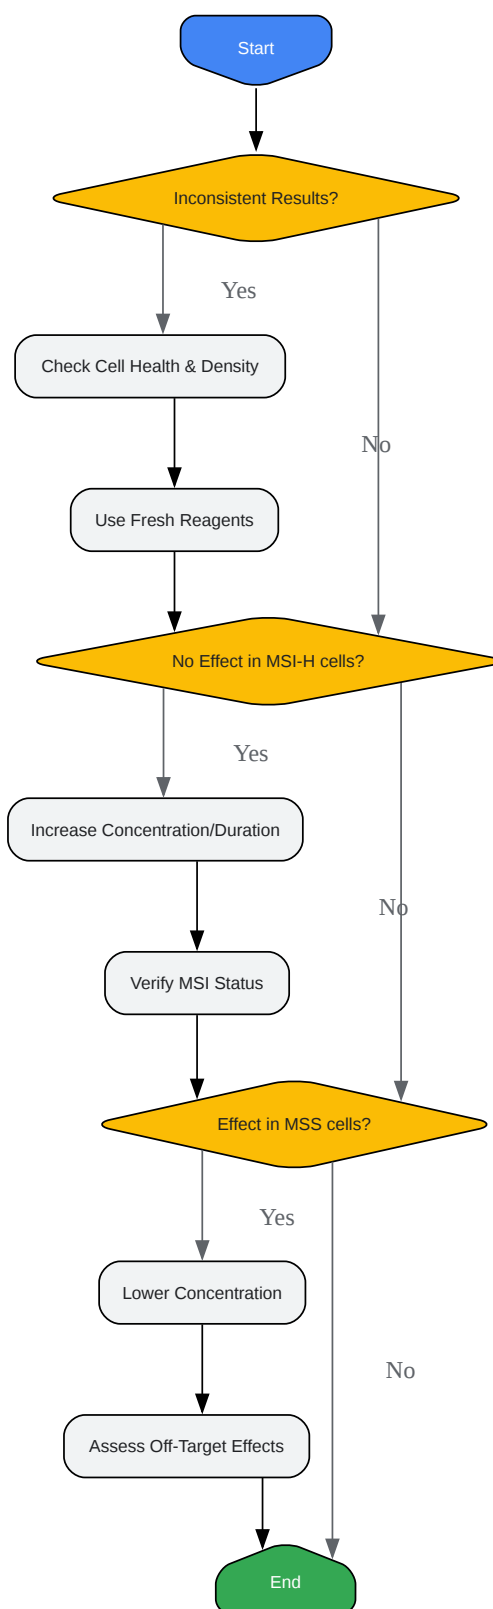 Start
Inconsistent Results?
Yes
Check Cell Health & Density
No
Use Fresh Reagents
No Effect in MSI-H cells?
Yes
Increase Concentration/Duration
No
Verify MSI Status
Effect in MSS cells?
Yes
Lower Concentration
No
Assess Off-Target Effects
End